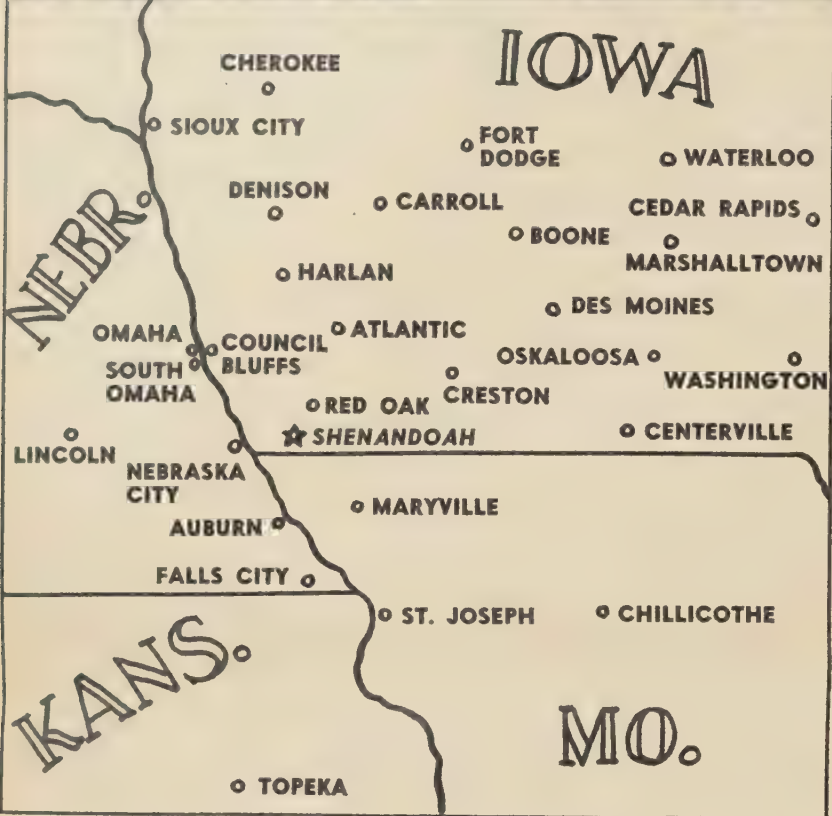 IOWA
CHEROKEE
SIOUX CITY
FORT
DODGE
WATERLOO
NEBR.
DENISON
CARROLL
CEDAR RAPIDS
BOONE
MARSHALLTOWN
HARLAN
DES MOINES
OMAHA
COUNCIL
BLUFFS
ATLANTIC
SOUTH
OMAHA
OSKALOOSA
WASHINGTON
CRESTON
RED OAK
SHENANDOAH
CENTERVILLE
LINCOLN
NEBRASKA
CITY
MARYVILLE
AUBURN
FALLS CITY
ST. JOSEPH
CHILLICOTHE
KANS.
MO.
TOPEKA